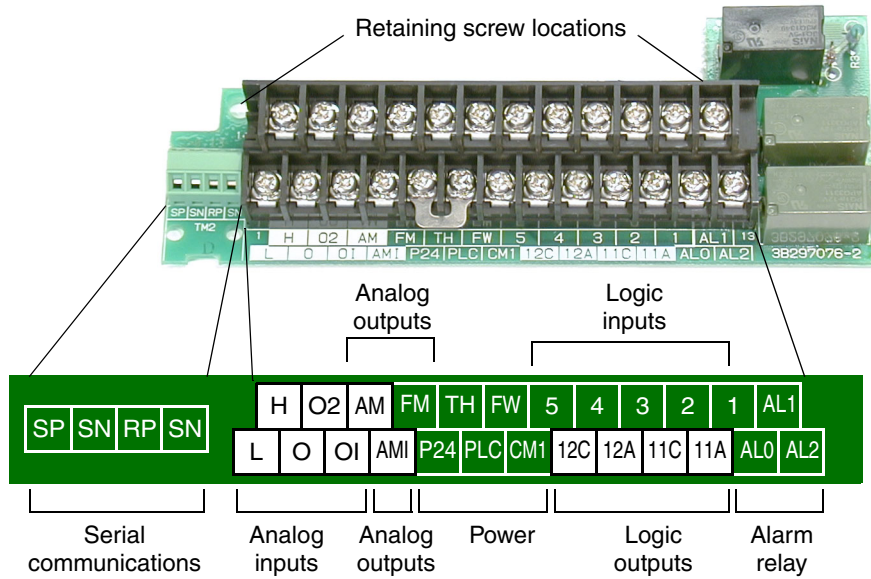 Retaining screw locations
NAiS
SP SN RP SN
TM2
1 H O2 AM FM TH FW 5 4 3 2 1 AL1 13
L O OI AMI P24 PLC CM1 12C 12A 11C 11A AL0 AL2
3B297076-2
Analog
outputs
Logic
inputs
H O2 AM FM TH FW 5 4 3 2 1 AL1
SP SN RP SN
L O OI AMI P24 PLC CM1 12C 12A 11C 11A AL0 AL2
Serial
communications
Analog
inputs
Analog
outputs
Power
Logic
outputs
Alarm
relay